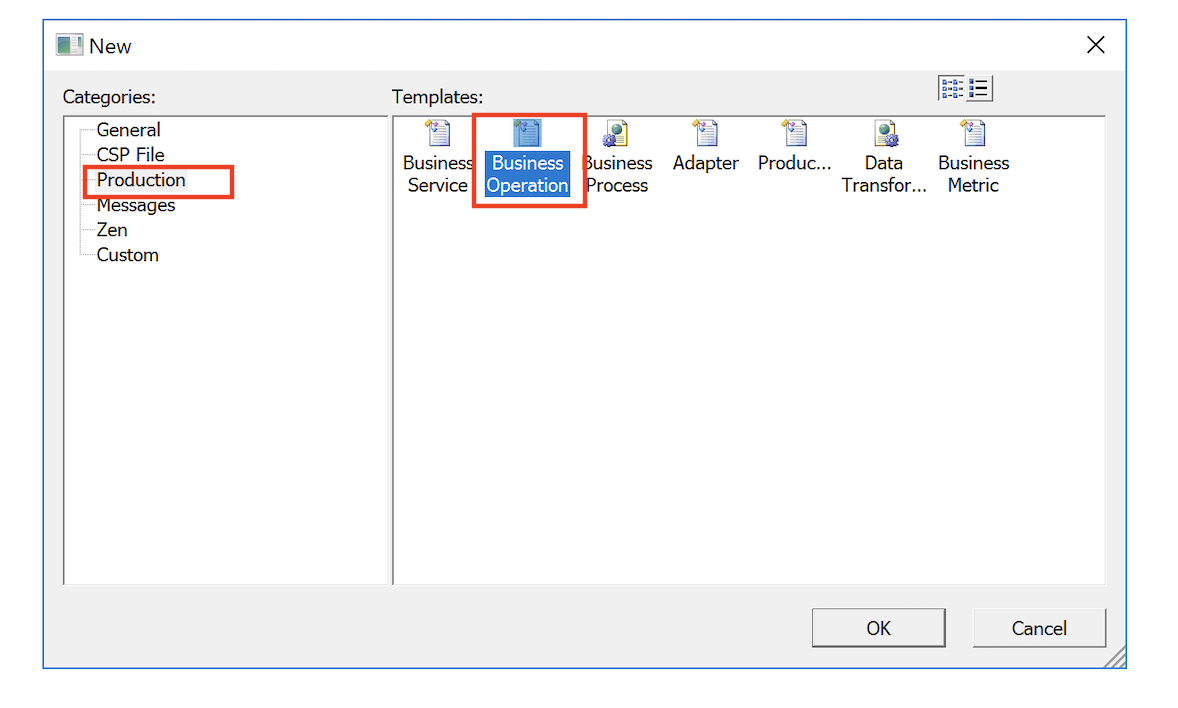 New
Categories:
Templates:
General
CSP File
Production
Messages
Zen
Custom
Business
Service
Business
Operation
Business
Process
Adapter
Produc...
Data
Transfor...
Business
Metric
OK
Cancel